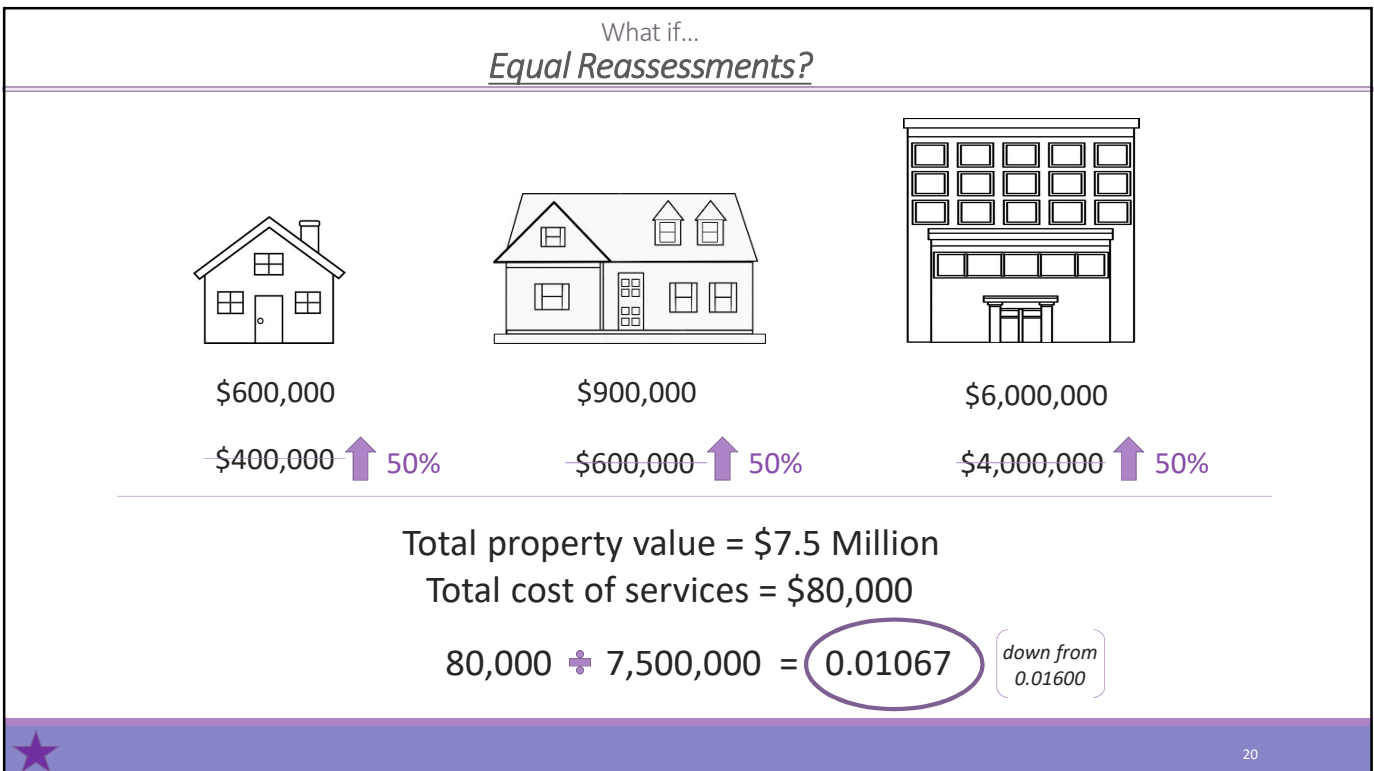 What if...
Equal Reassessments?
$600,000
$900,000
$6,000,000
$400,000 50%
$600,000 50%
$4,000,000 50%
Total property value = $7.5 Million
Total cost of services = $80,000
80,000 ÷ 7,500,000 = 0.01067
down from
0.01600
20